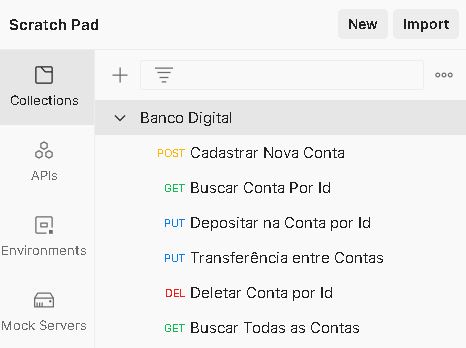 Scratch Pad New Import
Collections
Banco Digital
POST Cadastrar Nova Conta
APIs
GET Buscar Conta Por Id
PUT Depositar na Conta por Id
Environments
PUT Transferência entre Contas
DEL Deletar Conta por Id
Mock Servers
GET Buscar Todas as Contas